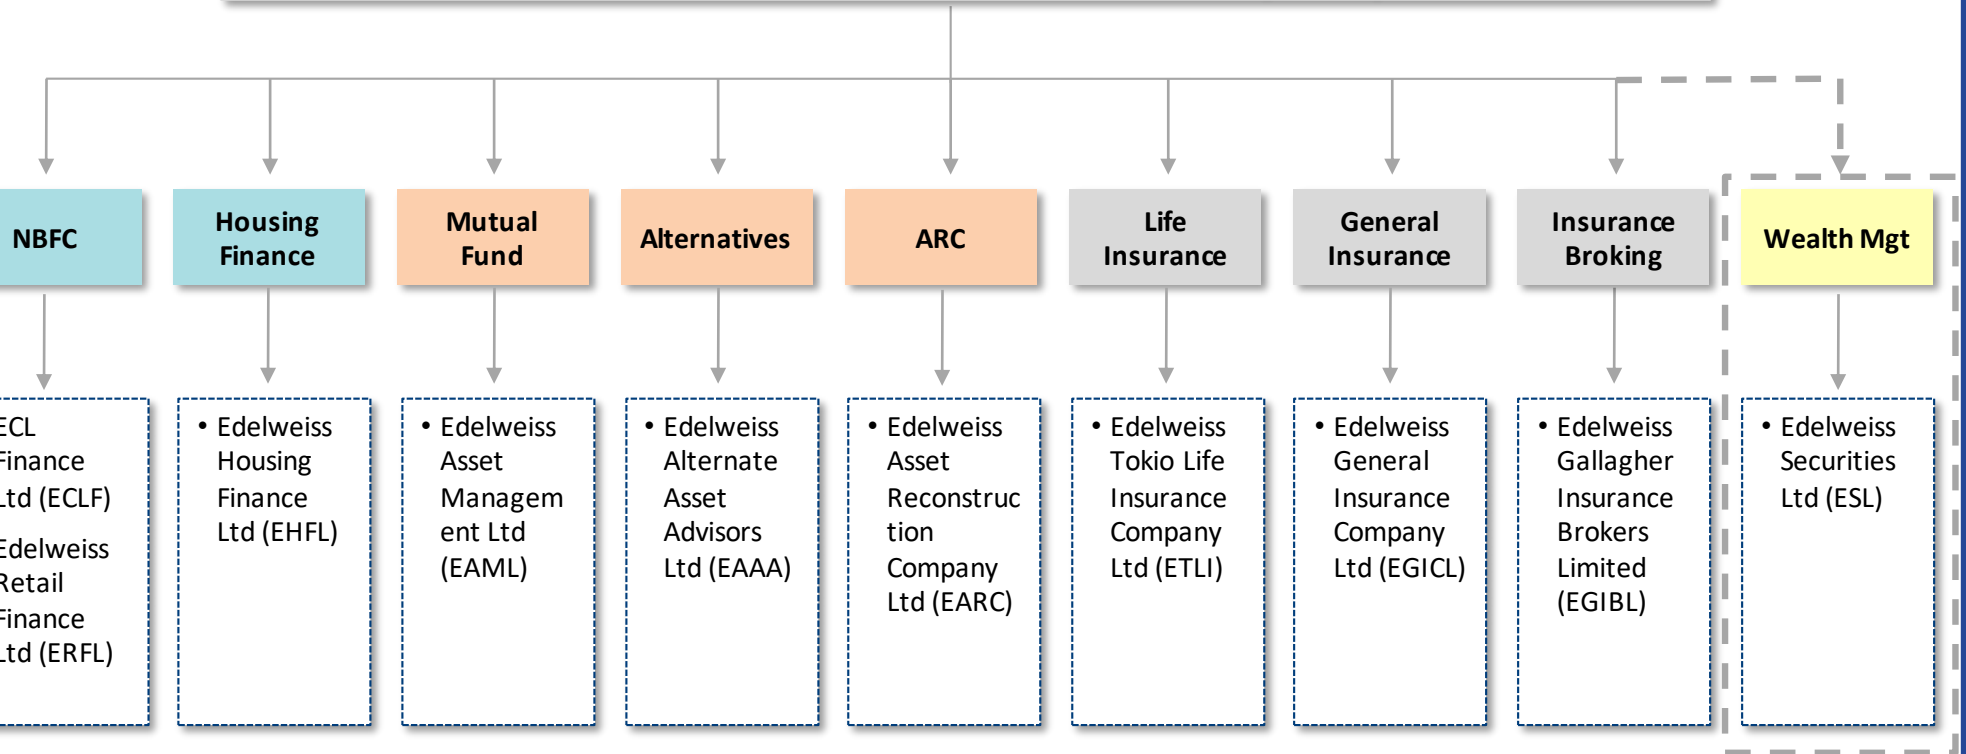 NBFC
Housing
Finance
Mutual
Fund
Alternatives
ARC
Life
Insurance
General
Insurance
Insurance
Broking
Wealth Mgt
ECL
Finance
Ltd (ECLF)
Edelweiss
Retail
Finance
Ltd (ERFL)
• Edelweiss
Housing
Finance
Ltd (EHFL)
• Edelweiss
Asset
Managem
ent Ltd
(EAML)
• Edelweiss
Alternate
Asset
Advisors
Ltd (EAAA)
• Edelweiss
Asset
Reconstruc
tion
Company
Ltd (EARC)
• Edelweiss
Tokio Life
Insurance
Company
Ltd (ETLI)
• Edelweiss
General
Insurance
Company
Ltd (EGICL)
• Edelweiss
Gallagher
Insurance
Brokers
Limited
(EGIBL)
• Edelweiss
Securities
Ltd (ESL)